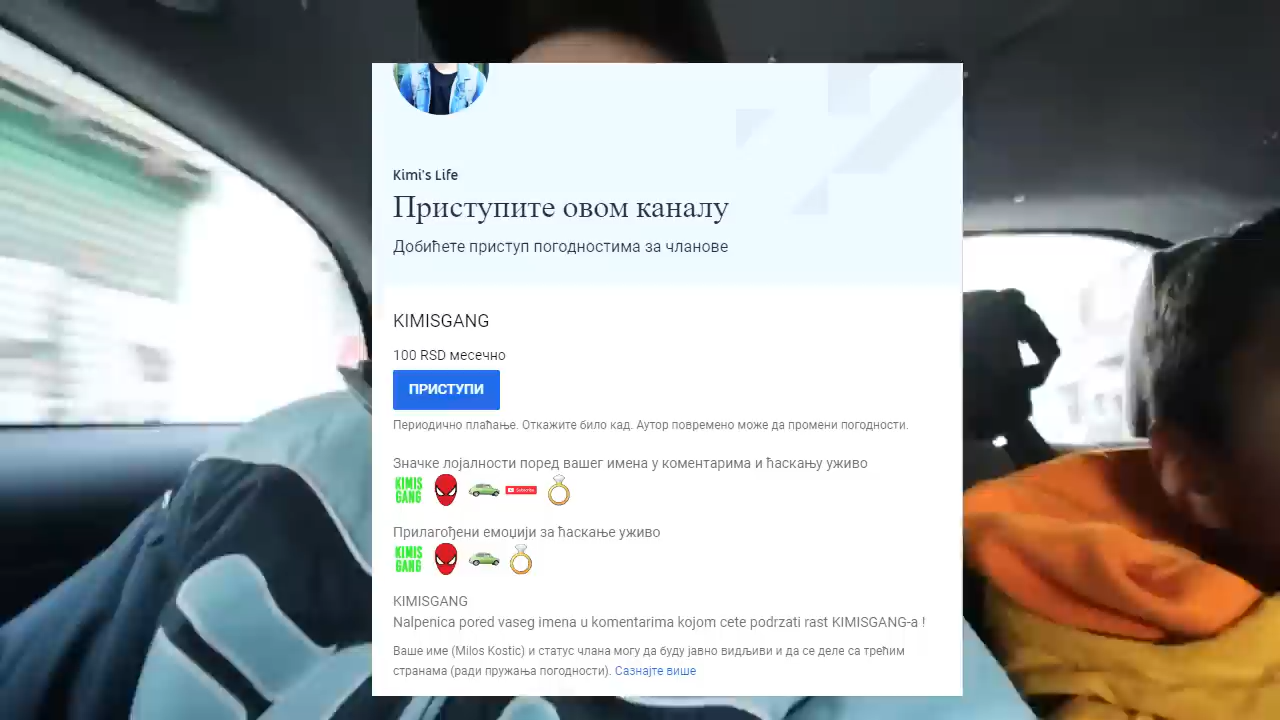 Kimi's Life
Приступите овом каналу
Добићете приступ погодностима за чланове
KIMISGANG
100 RSD месечно
ПРИСТУПИ
Периодично плаћање. Откажите било кад. Аутор повремено може да промени погодности.
Значке лојалности поред вашег имена у коментарима и ћаскању уживо
KIMIS
GANG
Subscribe
Прилагођени емоџији за ћаскање уживо
KIMIS
GANG
KIMISGANG
Nalpenica pored vaseg imena u komentarima kojom cete podrzati rast KIMISGANG-a !
Ваше име (Milos Kostic) и статус члана могу да буду јавно видљиви и да се деле са трећим
странама (ради пружања погодности). Сазнајте више